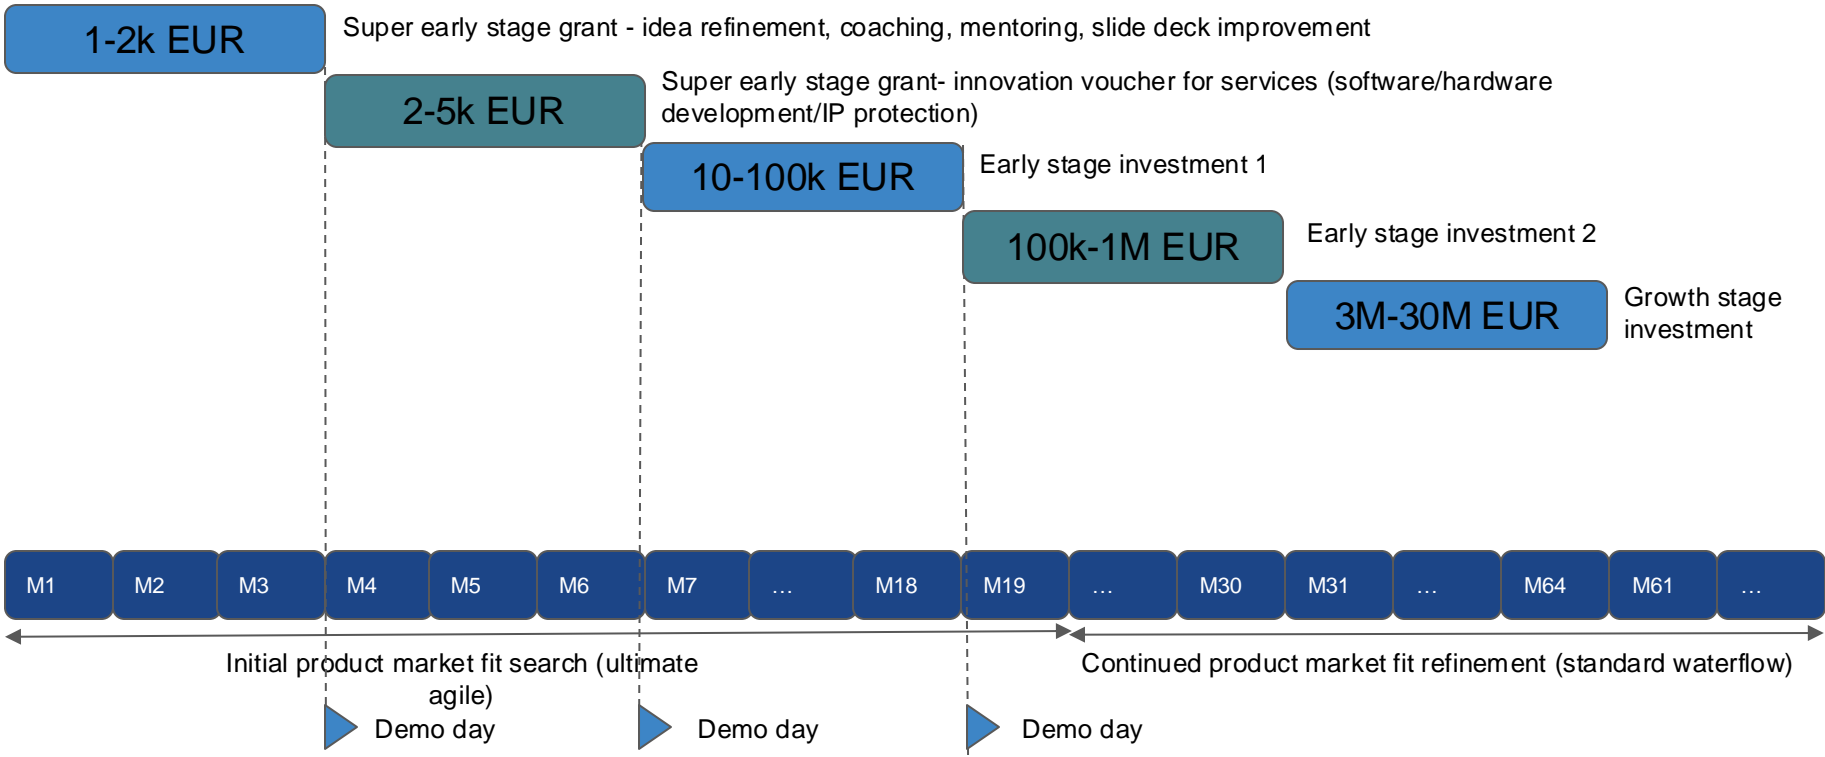 1-2k EUR
Super early stage grant - idea refinement, coaching, mentoring, slide deck improvement
2-5k EUR
Super early stage grant- innovation voucher for services (software/hardware
development/IP protection)
10-100k EUR
Early stage investment 1
100k-1M EUR
Early stage investment 2
3M-30M EUR
Growth stage
investment
M1 M2 M3 M4 M5 M6 M7 … M18 M19 … M30 M31 … M64 M61 …
Initial product market fit search (ultimate
agile)
Continued product market fit refinement (standard waterflow)
Demo day Demo day Demo day